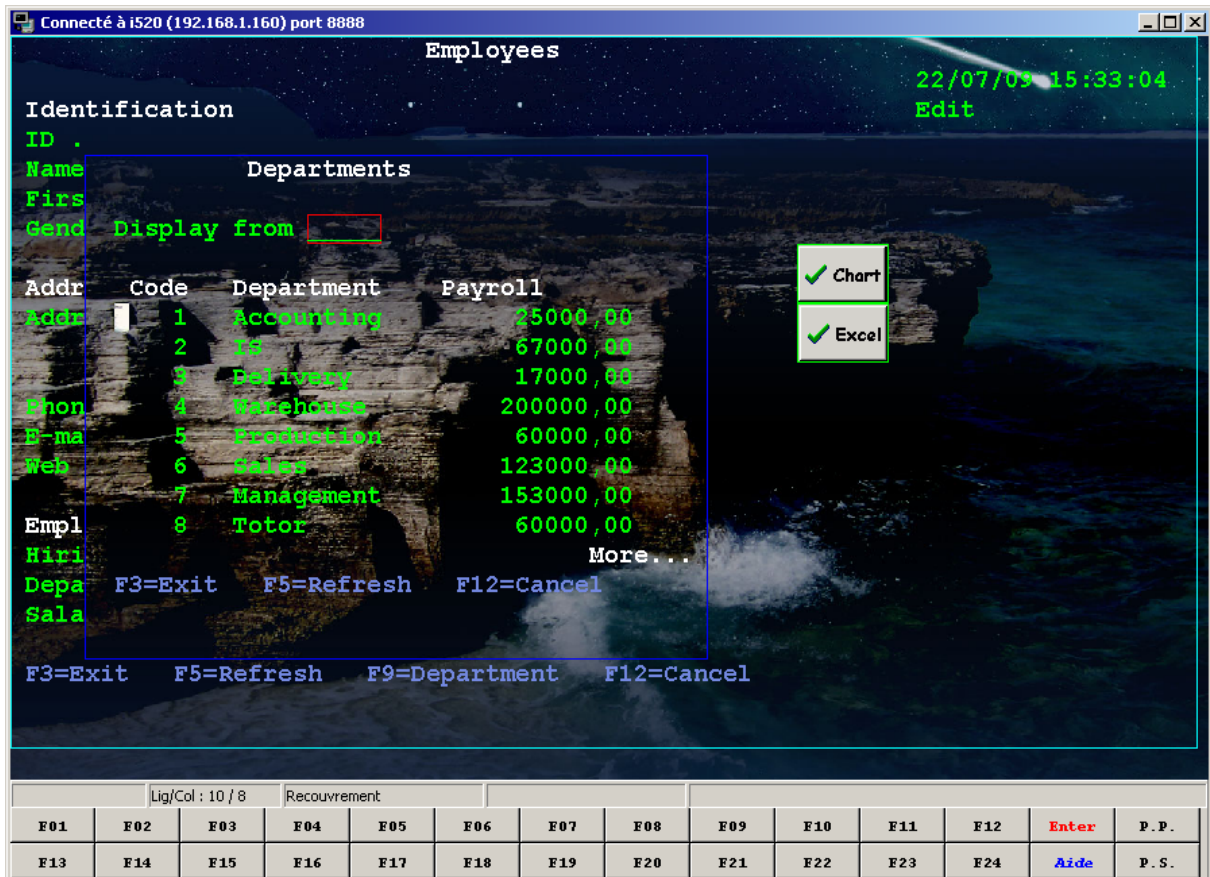 Connecté à i520 (192.168.1.160) port 8888
Employees
22/07/09 15:33:04
Identification
Edit
ID .
Name
Departments
Firs
Gend
Display from
Chart
Addr
Code Department Payroll
Addr
1 Accounting 25000,00
Excel
2 IS 67000,00
3 Delivery 17000,00
Phon
4 Warehouse 200000,00
E-ma
5 Production 60000,00
Web
6 Sales 123000,00
7 Management 153000,00
Empl
8 Totor 60000,00
Hiri
More...
Depa
F3=Exit F5=Refresh F12=Cancel
Sala
F3=Exit F5=Refresh F9=Department F12=Cancel
Lig/Col : 10 / 8 Recouvrement
F01 F02 F03 F04 F05 F06 F07 F08 F09 F10 F11 F12 Enter P.P.
F13 F14 F15 F16 F17 F18 F19 F20 F21 F22 F23 F24 Aide P.S.